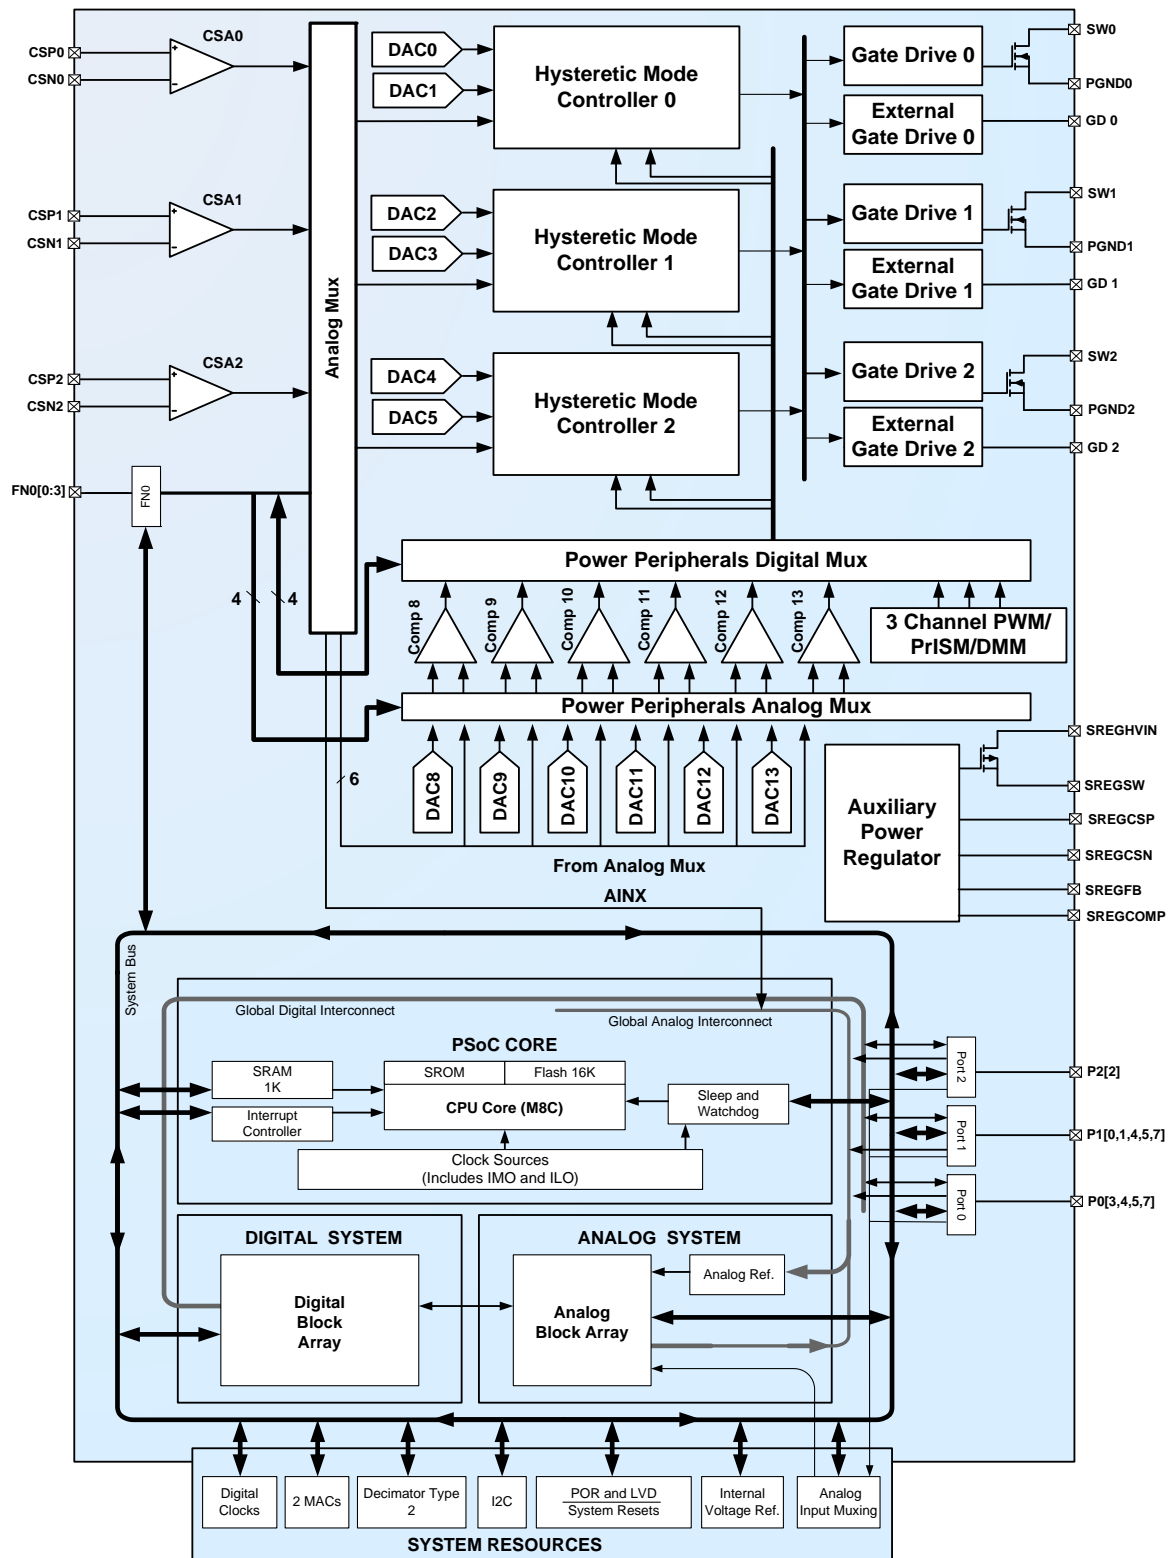 CSA0
CSP0
CSN0
DAC0
DAC1
Hysteretic Mode
Controller 0
Gate Drive 0
External
Gate Drive 0
SW0
PGND0
GD 0
CSA1
CSP1
CSN1
DAC2
DAC3
Hysteretic Mode
Controller 1
Gate Drive 1
External
Gate Drive 1
SW1
PGND1
GD 1
Analog Mux
CSA2
CSP2
CSN2
DAC4
DAC5
Hysteretic Mode
Controller 2
Gate Drive 2
External
Gate Drive 2
SW2
PGND2
GD 2
FN0[0:3]
FN0
Power Peripherals Digital Mux
4
4
Comp 8
Comp 9
Comp 10
Comp 11
Comp 12
Comp 13
3 Channel PWM/
PrISM/DMM
Power Peripherals Analog Mux
6
DAC8
DAC9
DAC10
DAC11
DAC12
DAC13
From Analog Mux
AINX
Auxiliary
Power
Regulator
SREGHVIN
SREGSW
SREGCSP
SREGCSN
SREGFB
SREGCOMP
System Bus
Global Digital Interconnect
Global Analog Interconnect
PSoC CORE
SRAM
1K
Interrupt
Controller
SROM
Flash 16K
CPU Core (M8C)
Sleep and
Watchdog
Clock Sources
(Includes IMO and ILO)
Port 2
P2[2]
Port 1
P1[0,1,4,5,7]
Port 0
P0[3,4,5,7]
DIGITAL SYSTEM
Digital
Block
Array
ANALOG SYSTEM
Analog
Block Array
Analog Ref.
Digital
Clocks
2 MACs
Decimator Type
2
I2C
POR and LVD
System Resets
Internal
Voltage Ref.
Analog
Input Muxing
SYSTEM RESOURCES